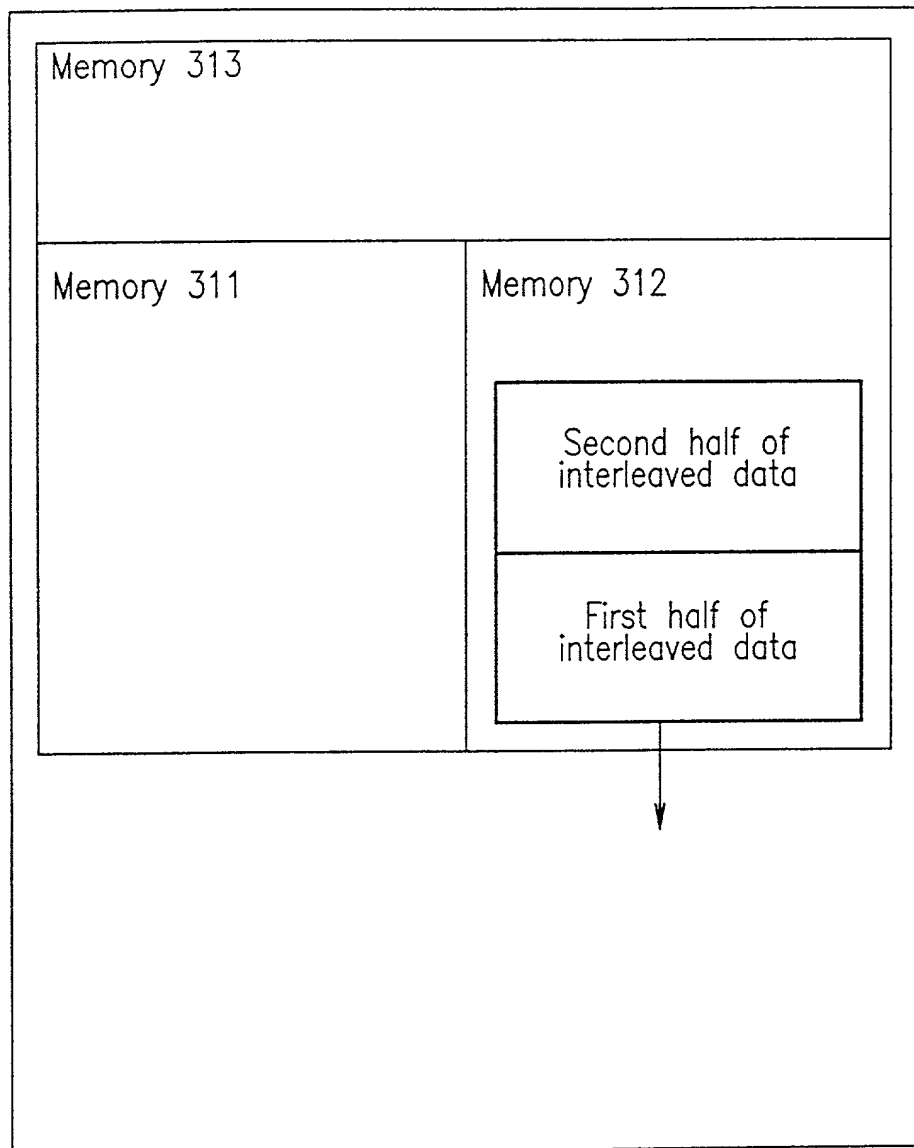 Memory 313
Memory 311
Memory 312
Second half of
interleaved data
First half of
interleaved data